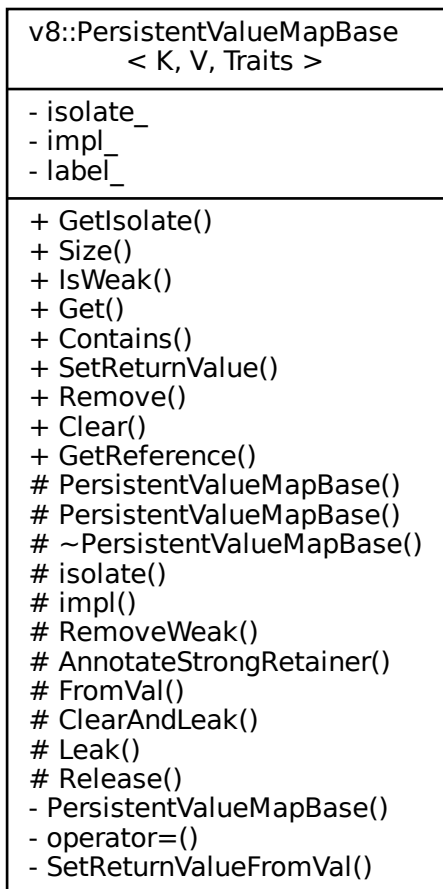 v8::PersistentValueMapBase
< K, V, Traits >
- isolate_
- impl_
- label_
+ GetIsolate()
+ Size()
+ IsWeak()
+ Get()
+ Contains()
+ SetReturnValue()
+ Remove()
+ Clear()
+ GetReference()
# PersistentValueMapBase()
# PersistentValueMapBase()
# ~PersistentValueMapBase()
# isolate()
# impl()
# RemoveWeak()
# AnnotateStrongRetainer()
# FromVal()
# ClearAndLeak()
# Leak()
# Release()
- PersistentValueMapBase()
- operator=()
- SetReturnValueFromVal()